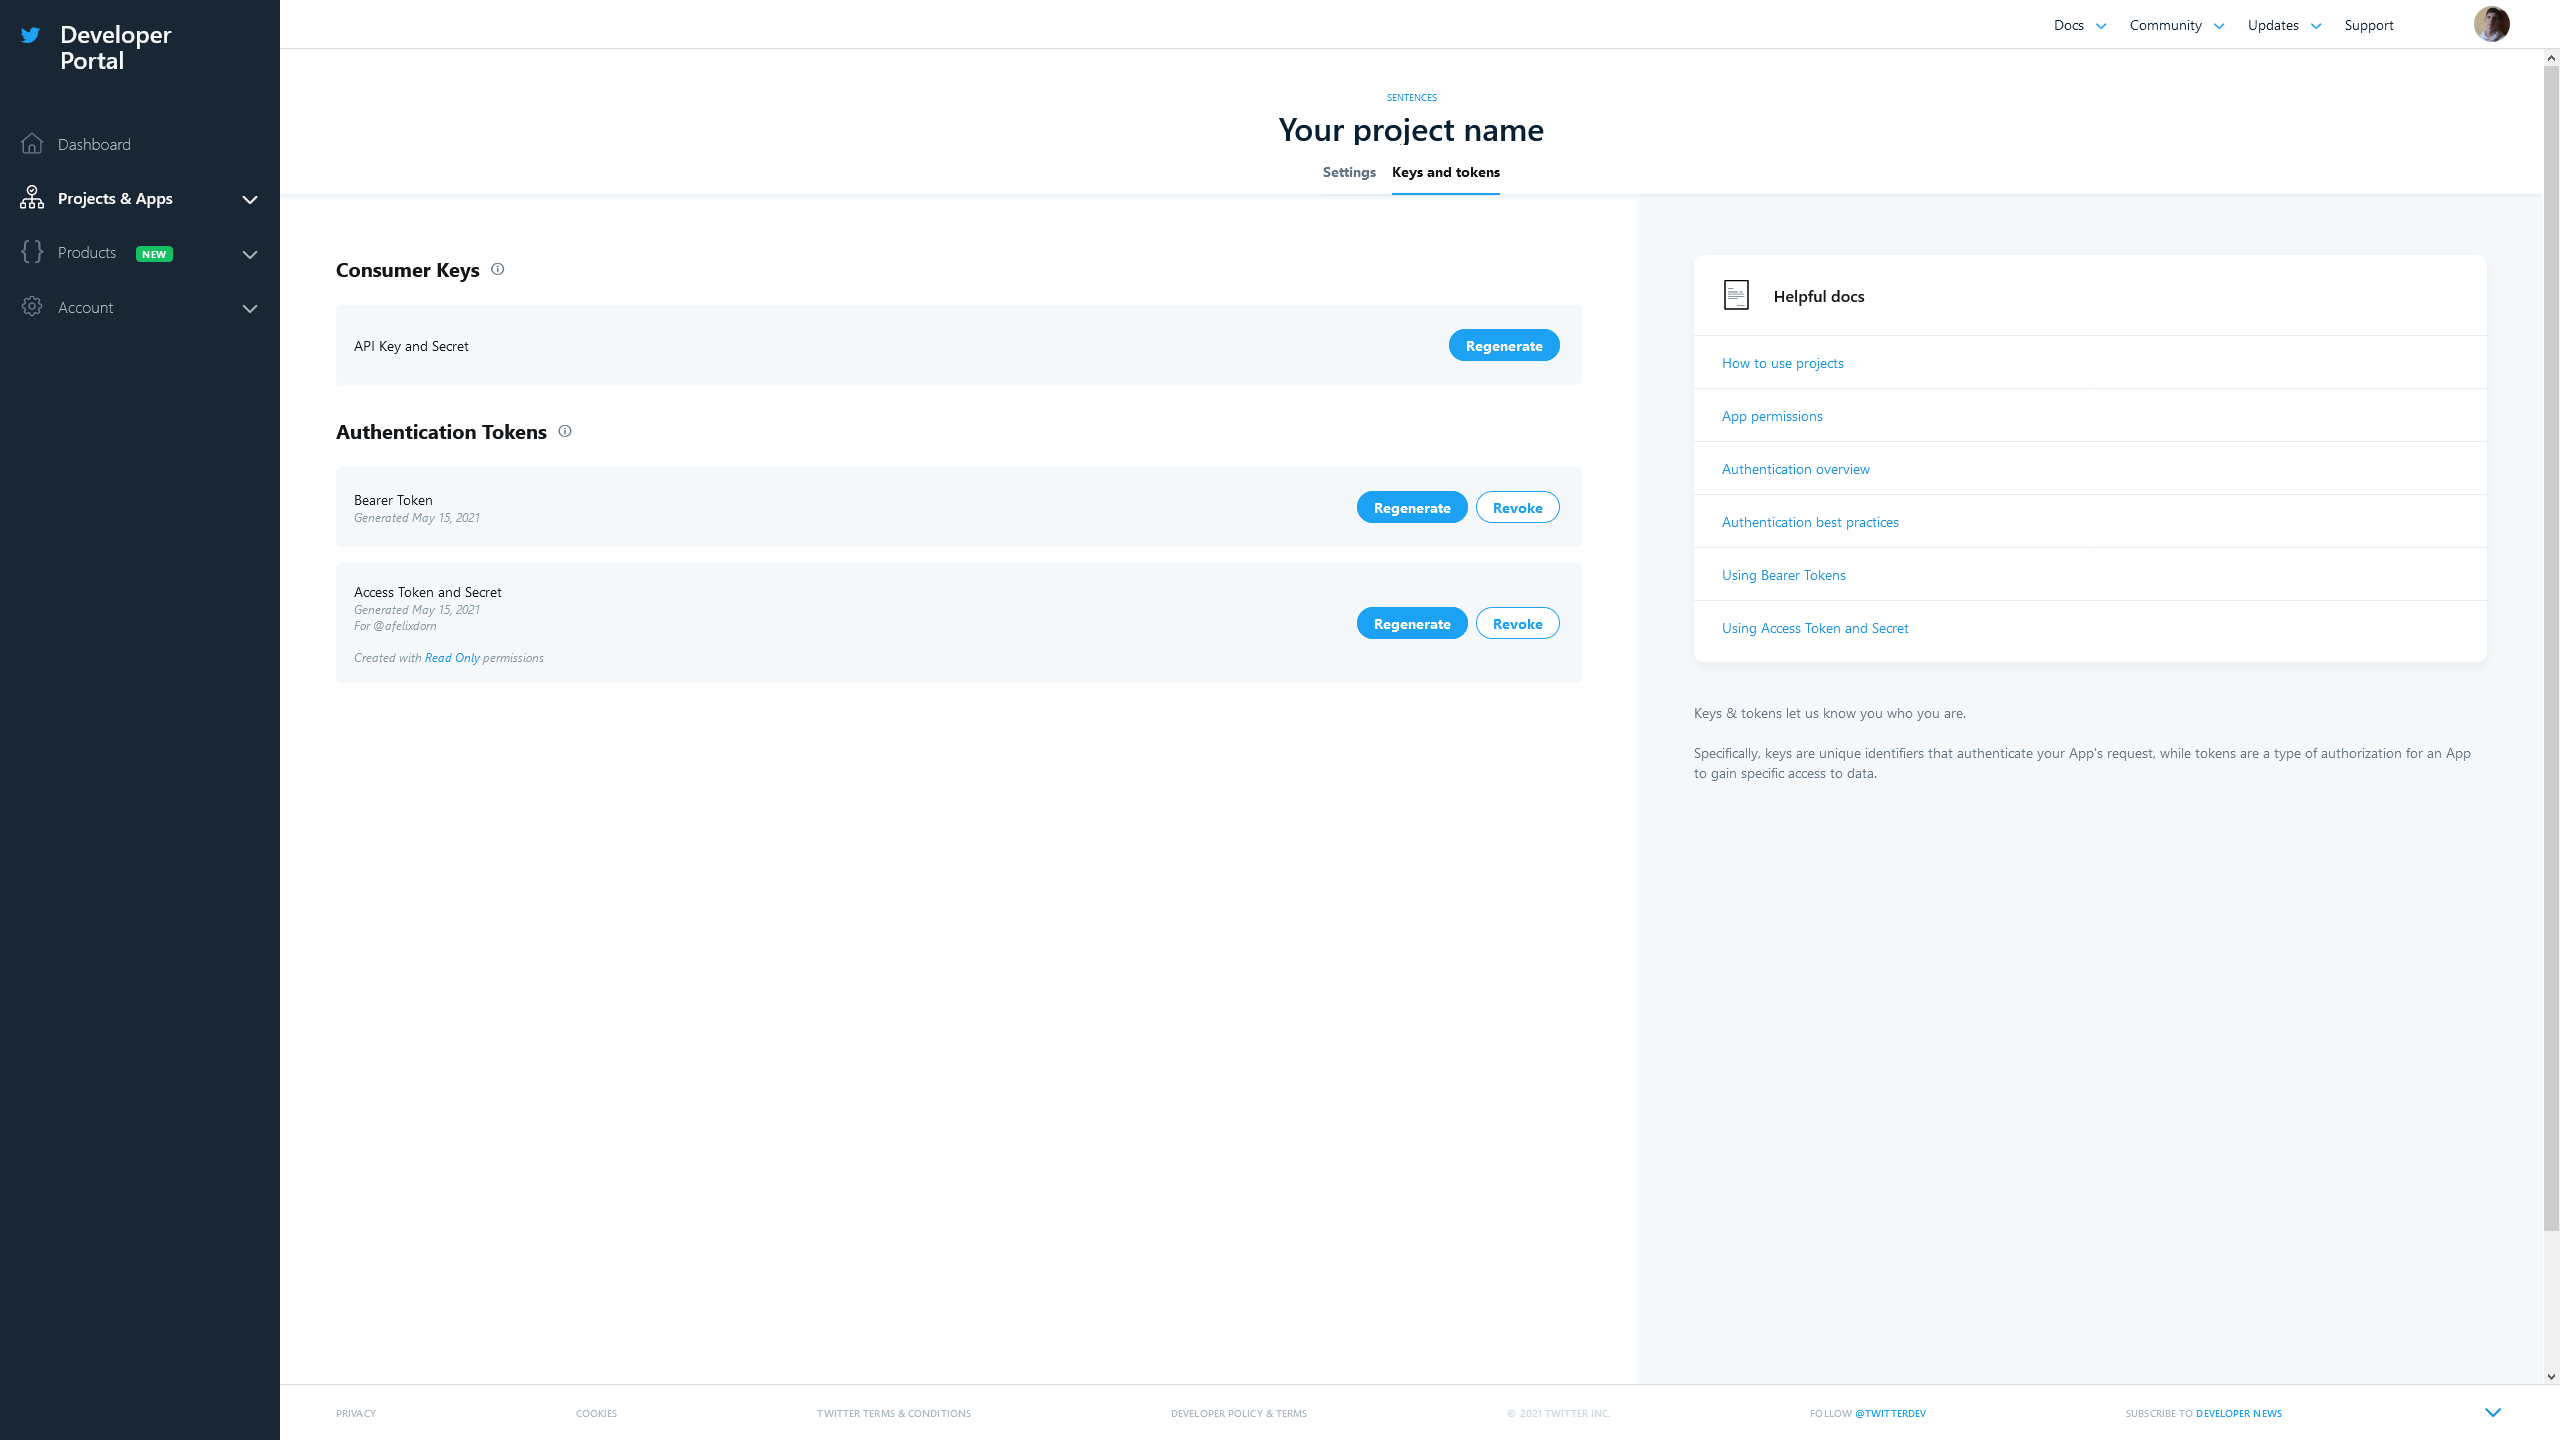 Developer
Portal
Dashboard
Projects & Apps
Products NEW
Account
Docs Community Updates Support
SENTENCES
Your project name
Settings Keys and tokens
Consumer Keys
API Key and Secret
Regenerate
Authentication Tokens
Bearer Token
Generated May 15, 2021
Regenerate Revoke
Access Token and Secret
Generated May 15, 2021
For @afelixdorn
Created with Read Only permissions
Regenerate Revoke
Helpful docs
How to use projects
App permissions
Authentication overview
Authentication best practices
Using Bearer Tokens
Using Access Token and Secret
Keys & tokens let us know you who you are.
Specifically, keys are unique identifiers that authenticate your App's request, while tokens are a type of authorization for an App
to gain specific access to data.
PRIVACY COOKIES TWITTER TERMS & CONDITIONS DEVELOPER POLICY & TERMS © 2021 TWITTER INC. FOLLOW @TWITTERDEV SUBSCRIBE TO DEVELOPER NEWS